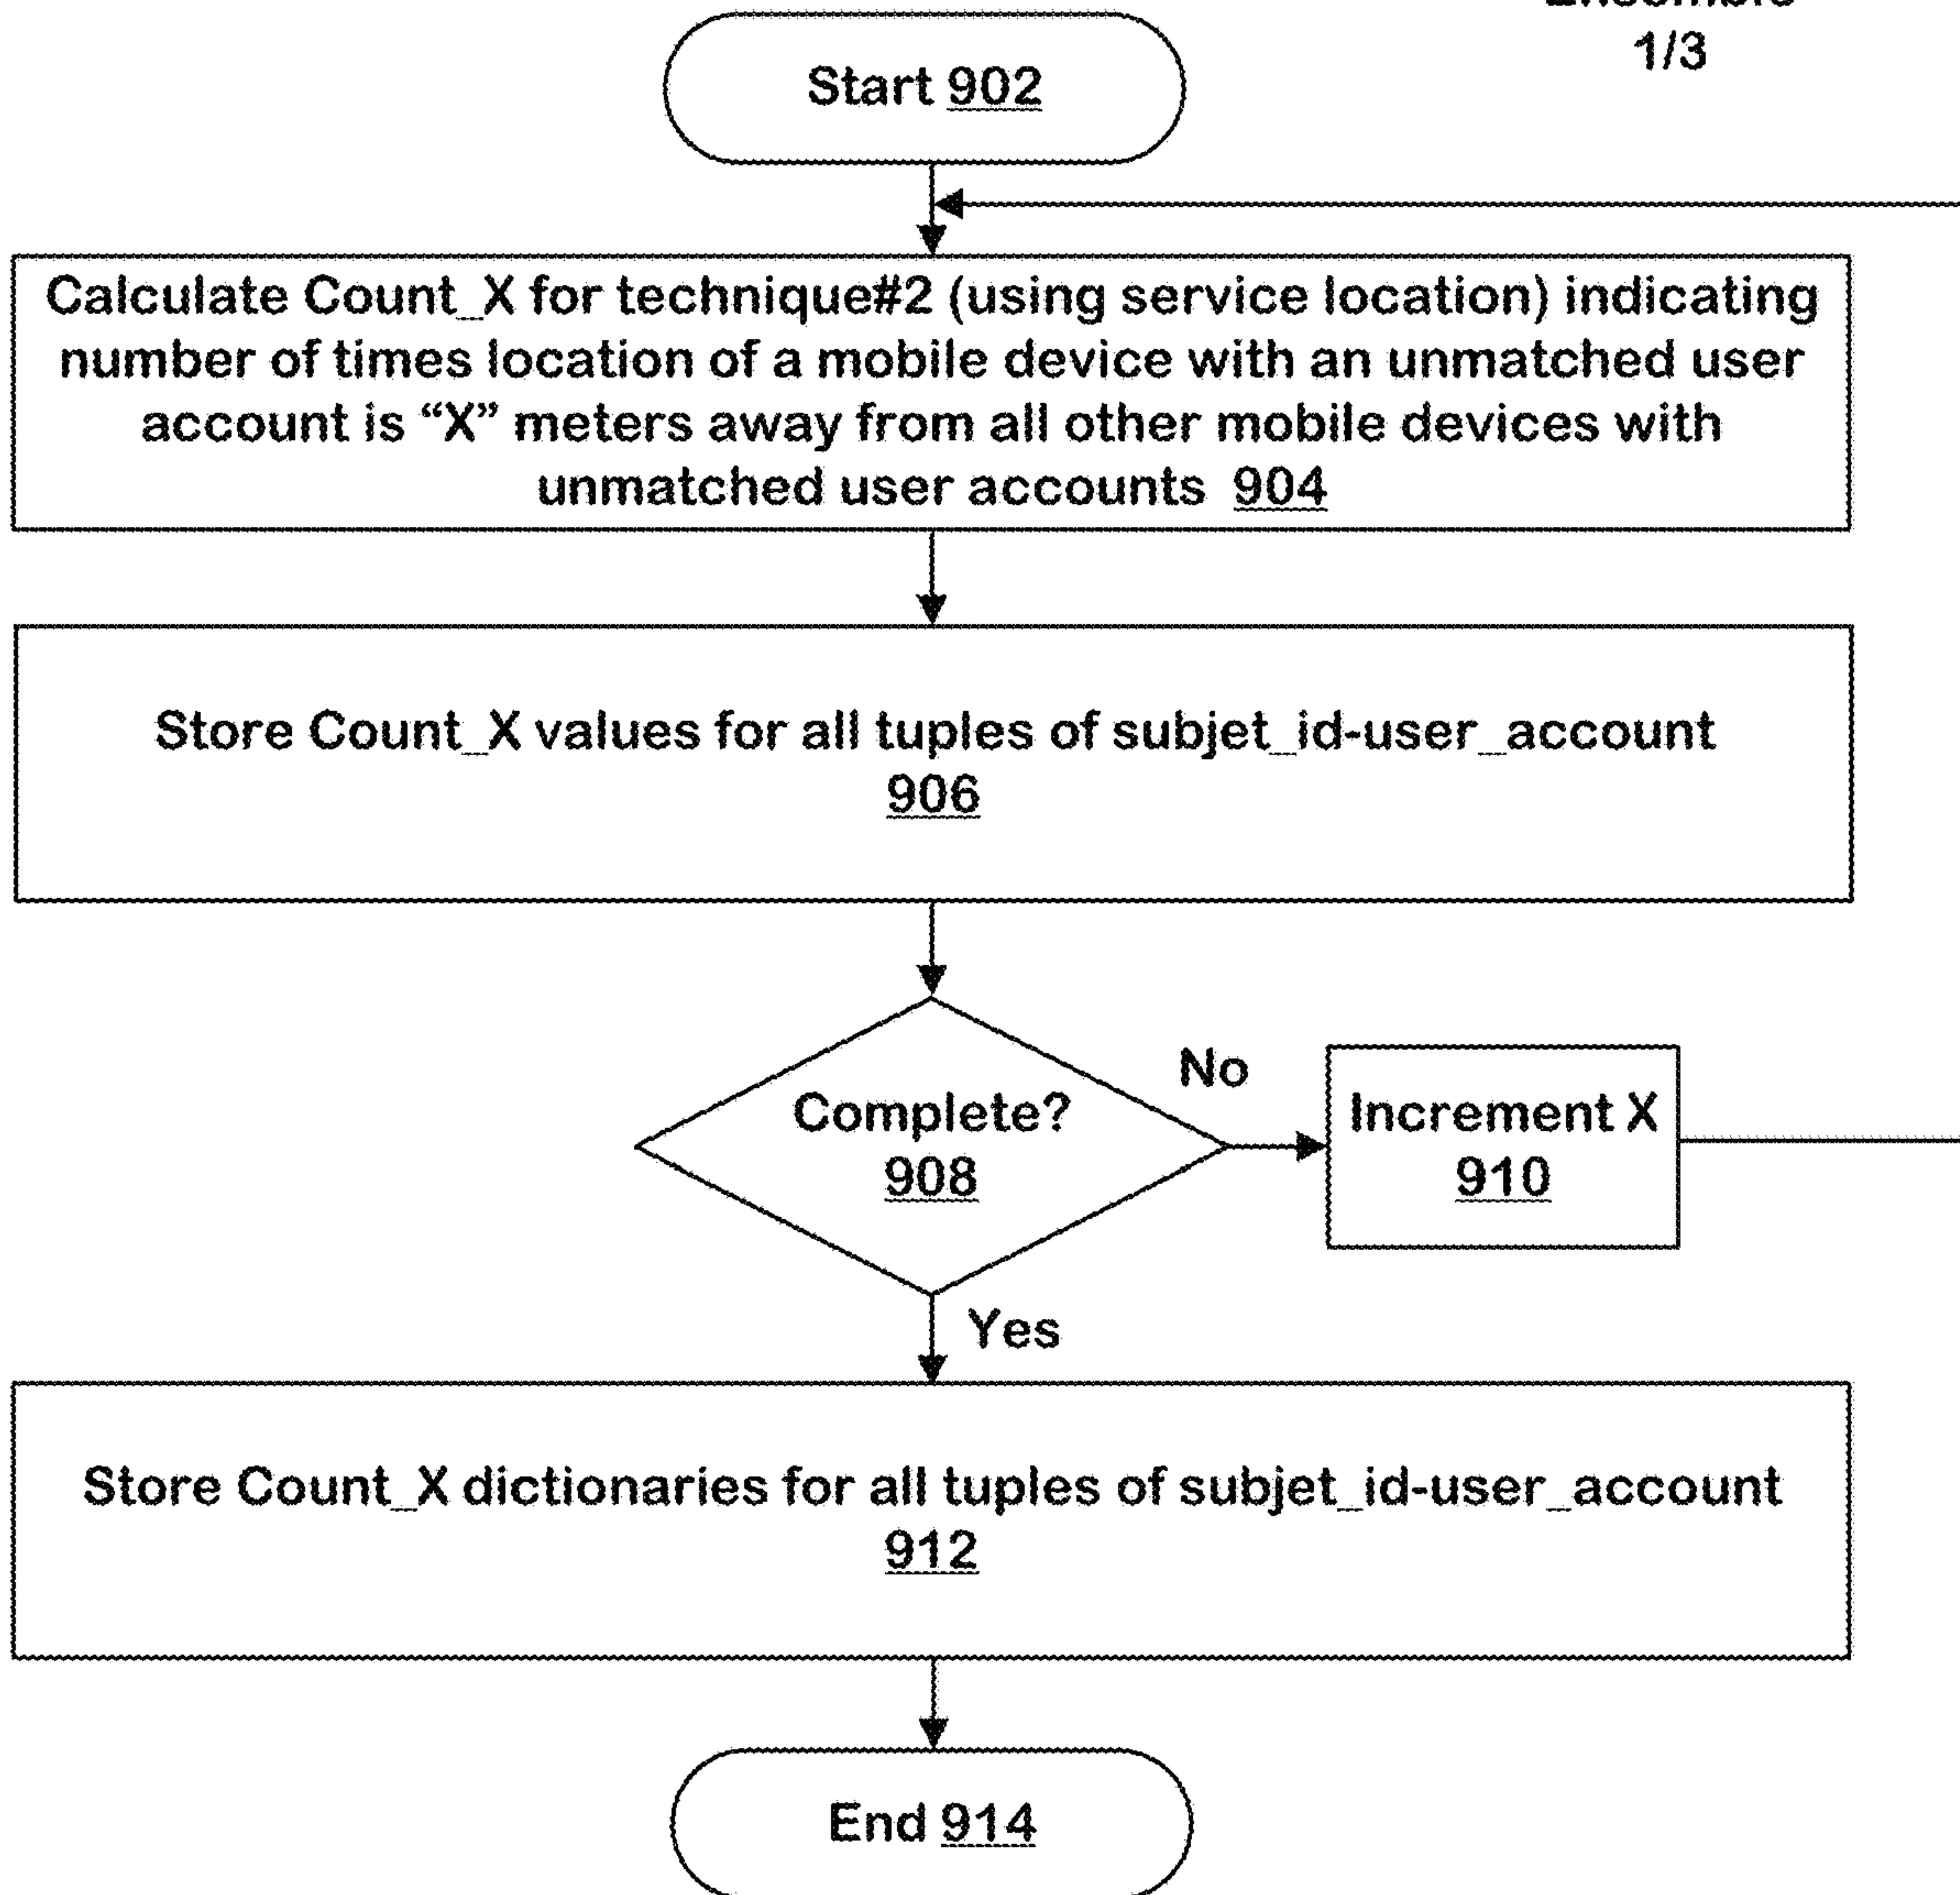 1/3
Start 902
Calculate Count_X for technique#2 (using service location) indicating
number of times location of a mobile device with an unmatched user
account is “X” meters away from all other mobile devices with
unmatched user accounts 904
Store Count_X values for all tuples of subjet_id-user_account
906
Complete?
908
No
Increment X
910
Yes
Store Count_X dictionaries for all tuples of subjet_id-user_account
912
End 914